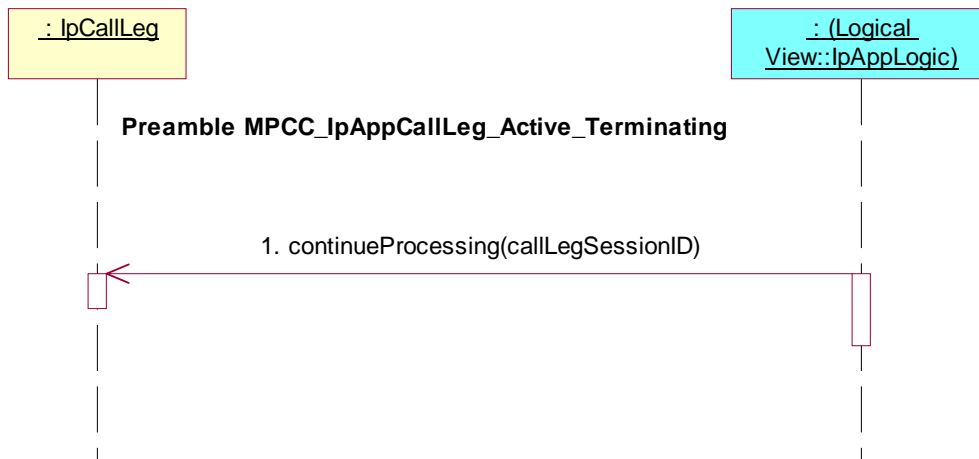 : IpCallLeg
: (Logical
View::IpAppLogic)
Preamble MPCC_IpAppCallLeg_Active_Terminating
1. continueProcessing(callLegSessionID)